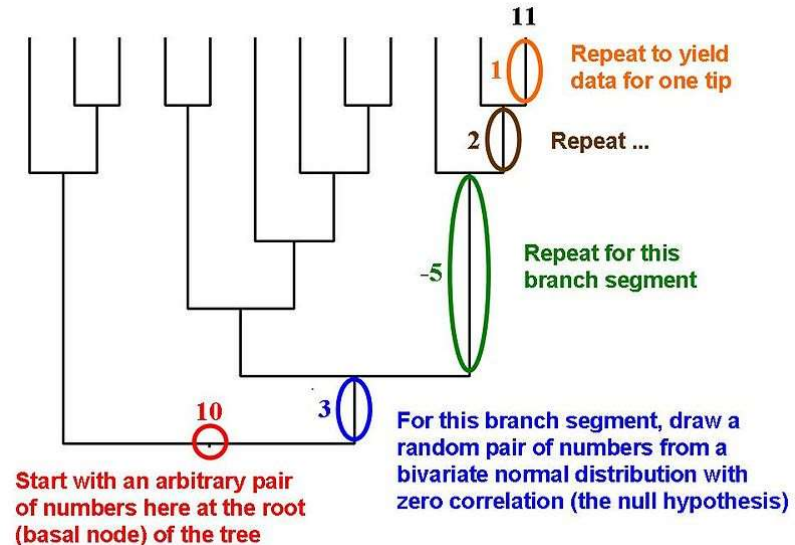 11
1
Repeat to yield
data for one tip
2
Repeat ...
-5
Repeat for this
branch segment
10
3
For this branch segment, draw a
random pair of numbers from a
bivariate normal distribution with
zero correlation (the null hypothesis)
Start with an arbitrary pair
of numbers here at the root
(basal node) of the tree